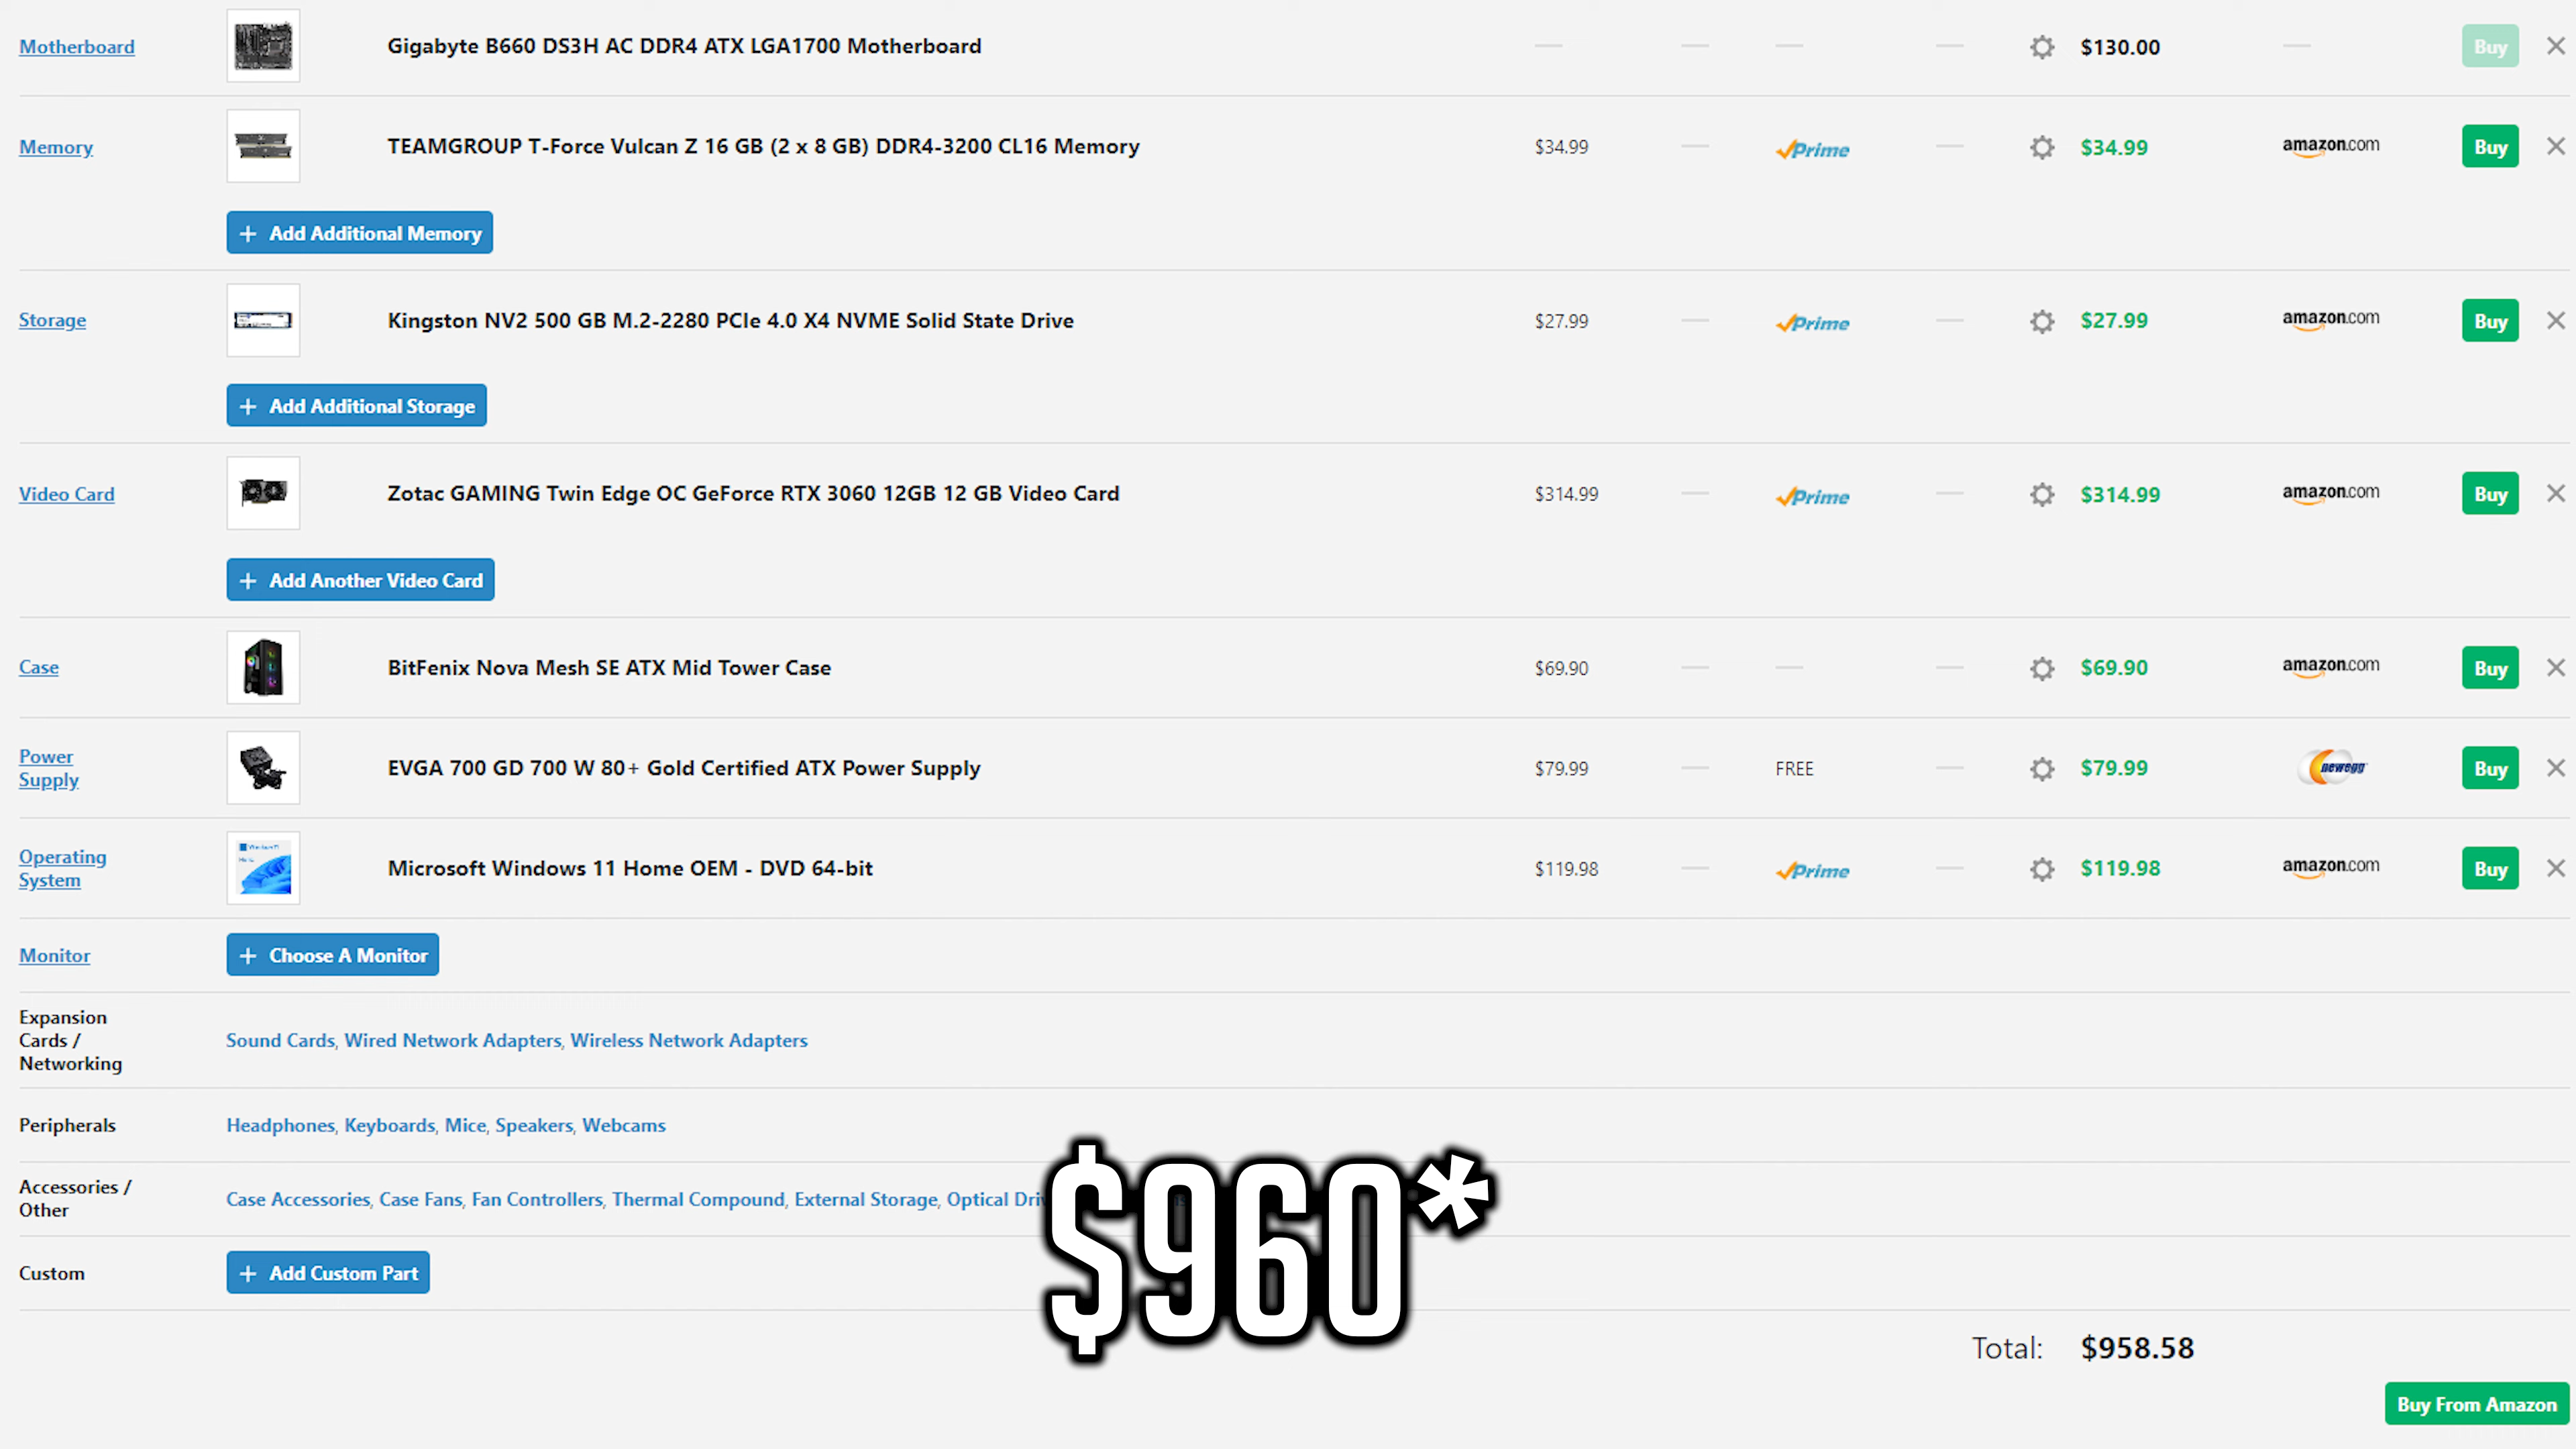 Motherboard Gigabyte B660 DS3H AC DDR4 ATX LGA1700 Motherboard — — — — $130.00 — Buy
Memory TEAMGROUP T-Force Vulcan Z 16 GB (2 x 8 GB) DDR4-3200 CL16 Memory $34.99 — Prime — $34.99 amazon.com Buy
+ Add Additional Memory
Storage Kingston NV2 500 GB M.2-2280 PCIe 4.0 X4 NVME Solid State Drive $27.99 — Prime — $27.99 amazon.com Buy
+ Add Additional Storage
Video Card Zotac GAMING Twin Edge OC GeForce RTX 3060 12GB 12 GB Video Card $314.99 — Prime — $314.99 amazon.com Buy
+ Add Another Video Card
Case BitFenix Nova Mesh SE ATX Mid Tower Case $69.90 — — — $69.90 amazon.com Buy
Power
Supply
EVGA 700 GD 700 W 80+ Gold Certified ATX Power Supply $79.99 — FREE — $79.99 newegg Buy
Operating
System
Microsoft Windows 11 Home OEM - DVD 64-bit $119.98 — Prime — $119.98 amazon.com Buy
Monitor + Choose A Monitor
Expansion
Cards /
Networking
Sound Cards, Wired Network Adapters, Wireless Network Adapters
Peripherals Headphones, Keyboards, Mice, Speakers, Webcams
Accessories /
Other
Case Accessories, Case Fans, Fan Controllers, Thermal Compound, External Storage, Optical
$960*
Custom + Add Custom Part
Total: $958.58
Buy From Amazon